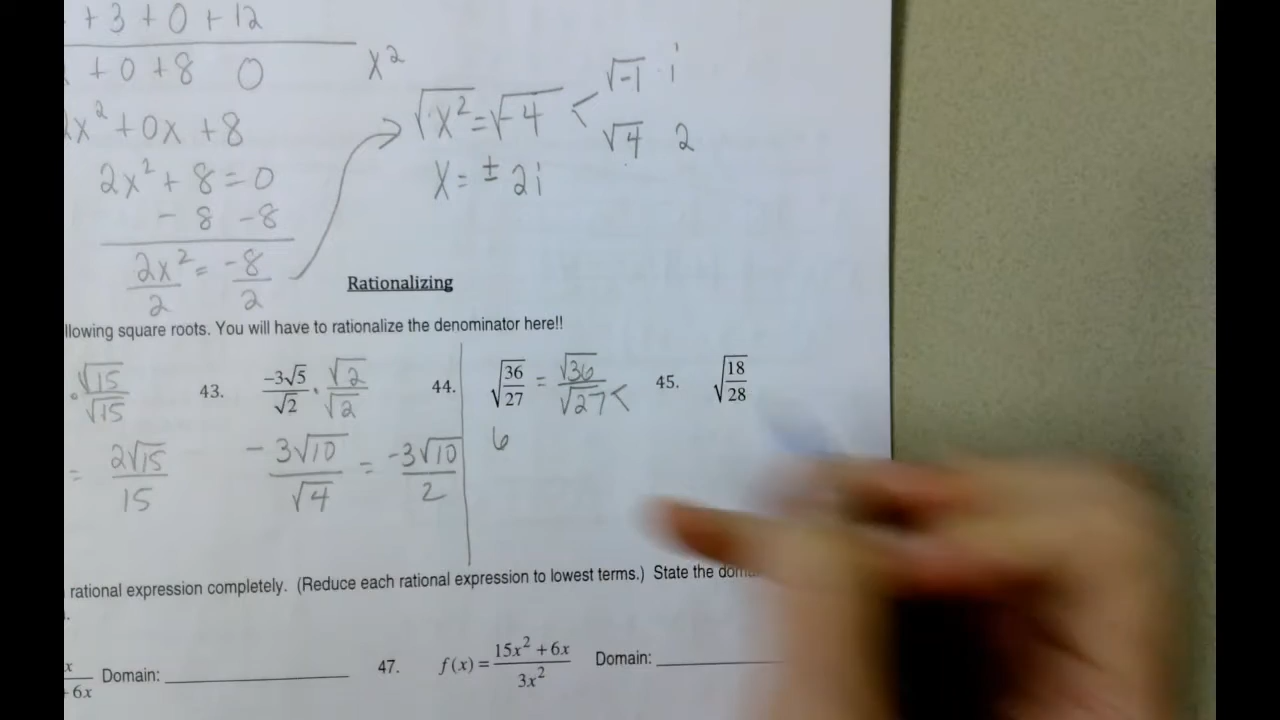 + 3 + 0 + 12
+ 0 + 8 0 x²
√x² = √-4 < √-1 i
√4 2
2x² + 0x + 8
2x² + 8 = 0
x = ± 2i
- 8 - 8
2x²/2 = -8/2
Rationalizing
llowing square roots. You will have to rationalize the denominator here!!
· √15/√15
43. -3√5/√2 · √2/√2
44. √36/27 = √36/√27 <
45. √18/28
= 2√15/15
- 3√10/√4 = -3√10/2
6
rational expression completely. (Reduce each rational expression to lowest terms.) State the
x/+ 6x Domain:
47. f(x) = 15x² + 6x/3x² Domain: